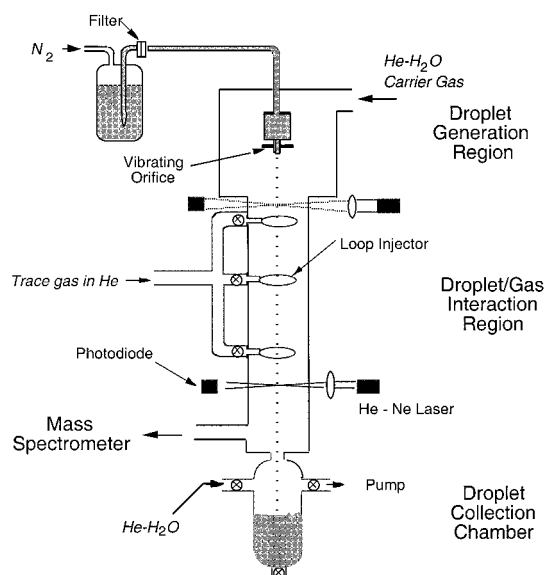 Filter
N2
He-H2O
Carrier Gas
Droplet
Generation
Region
Vibrating
Orifice
Loop Injector
Trace gas in He
Droplet/Gas
Interaction
Region
Photodiode
He - Ne Laser
Mass
Spectrometer
Pump
He-H2O
Droplet
Collection
Chamber